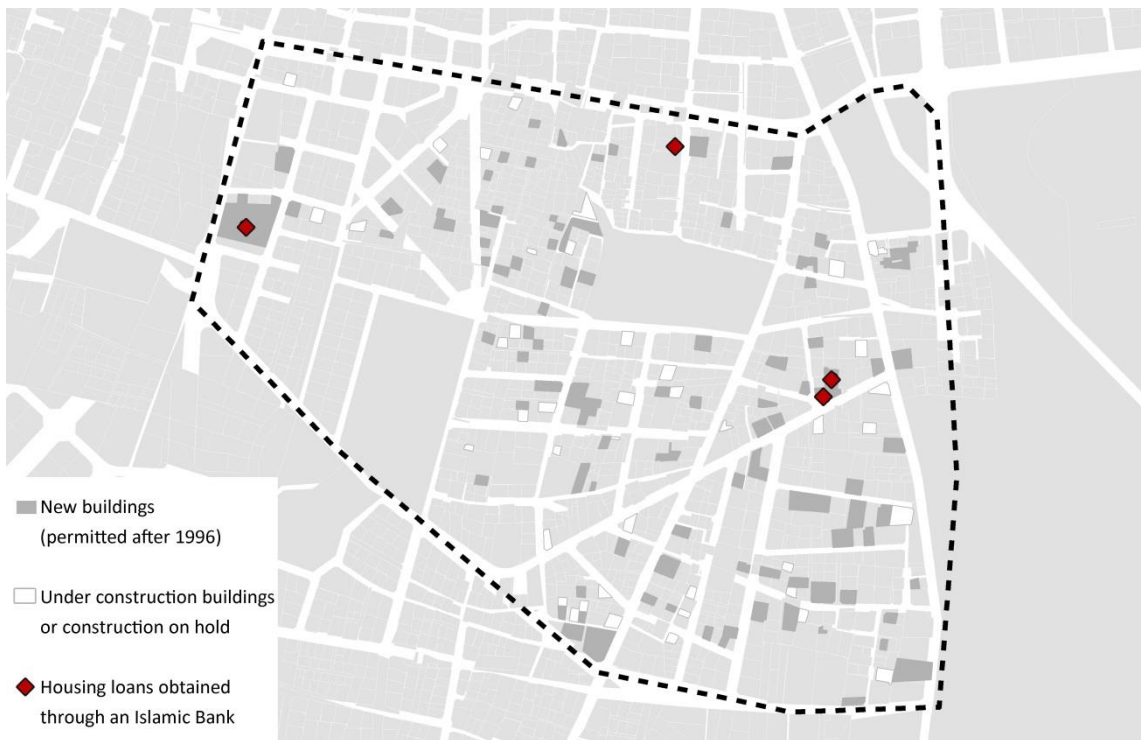 New buildings
(permitted after 1996)
Under construction buildings
or construction on hold
Housing loans obtained
through an Islamic Bank